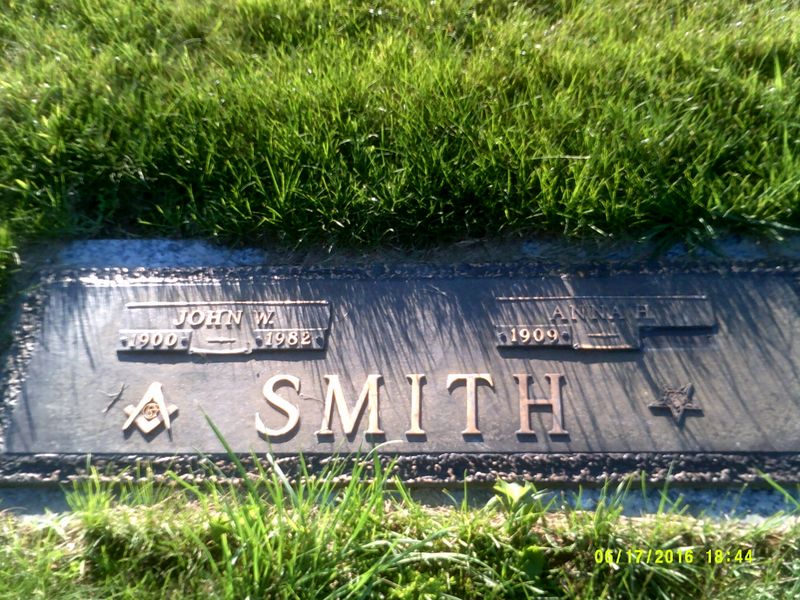 JOHN W.
1900 – 1982
ANNA H.
1909 –
SMITH
06/17/2016 18:44